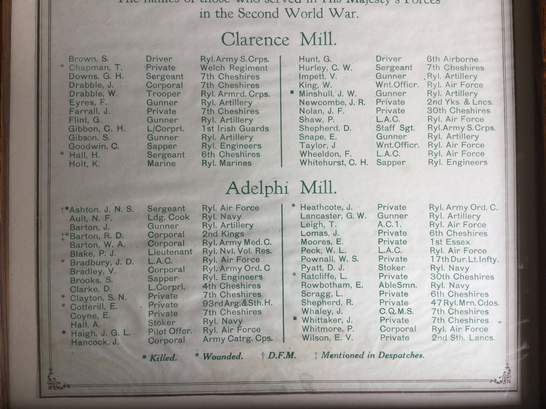 The names of those who served in His Majesty's Forces
in the Second World War.
Clarence Mill.
Brown, S. Driver Ryl.Army S.Crps.
* Chapman, T. Private Welch Regiment
Downs, G. H. Sergeant 7th Cheshires
Drabble, J. Corporal 7th Cheshires
Drabble, W. Trooper Ryl. Armrd. Crps.
Eyres, F. Gunner Ryl. Artillery
Farrall, J. Private 7th Cheshires
Flint, G. Gunner Ryl. Artillery
Gibbon, C. H. L/Corprl. 1st Irish Guards
Gibson, S. Gunner Ryl. Artillery
Goodwin, C. Sapper Ryl. Engineers
* Hall, H. Sergeant 6th Cheshires
Holt, K. Marine Ryl. Marines
Hunt, G. Driver 6th Airborne
Hurley, C. W. Sergeant 7th Cheshires
Impett, V. Gunner Ryl. Artillery
King, W. Wnt.Officr. Ryl. Air Force
▪ Minshull, J. W. Gunner Ryl. Artillery
Newcombe, J. R. Private 2nd Yks & Lncs.
Nolan, J. F. Private 30th Cheshires
Shaw, P. L.A.C. Ryl. Air Force
Shepherd, D. Staff Sgt. Ryl.Army S.Crps.
Snape, E. Gunner Ryl. Artillery
Taylor, J Wnt.Officr. Ryl. Air Force
Wheeldon, F. L.A.C. Ryl. Air Force
Whitehurst, C. H. Sapper Ryl. Engineers
Adelphi Mill.
†▪Ashton, J. N. S. Sergeant Ryl. Air Force
Ault, N. F. Ldg. Cook Ryl. Navy
Barton, J. Gunner Ryl. Artillery
‡▪Barton, R. D. Corporal 2nd Kings
Barton, W. A. Corporal Ryl. Army Med.C.
Blake, P. J. Lieutenant Ryl. Nvl. Vol. Res.
* Bradbury, J. D. L.A.C. Ryl. Air Force
Bradley, V. Corporal Ryl. Army Ord. C
Brooks, S. Sapper Ryl. Engineers
Clarke, D. L.Corprl. 4th Cheshires
* Clayton, S. N. Private 7th Cheshires
* Cotterill, E. Private 93rdArg.&Sth.H.
Coyne, E. Private 7th Cheshires
Hall, A. Stoker Ryl. Navy
▪ Haigh, J. G. L. Pilot Offcr. Ryl. Air Force
Hancock, J. Corporal Army Catrg. Cps.
* Heathcote, J. Private Ryl. Army Ord. C.
Lancaster, G. W. Gunner Ryl. Artillery
Leigh, T. A.C.1. Ryl. Air Force
Lomas, J. Private 6th Cheshires
Moores, E. Private 1st Essex
Peck, W. L. L.A.C. Ryl. Air Force
Pownall, W. S. Private 17thDur.Lt.Infty.
Pyatt, D. J. Stoker Ryl. Navy
▪ Ratcliffe, L. Private 30th Cheshires
Rowbotham, E. AbleSmn. Ryl. Navy
Scragg, L. Private 6th Cheshires
Shepherd, R. Private 47 Ryl.Mrn.Cdos.
Whaley, J. C.Q.M.S. 7th Cheshires
▪ Whittaker, J. Private 7th Cheshires
Whitmore, P. Corporal Ryl. Air Force
Wilson, E. V. Private 2nd Sth. Lancs.
▪ Killed. * Wounded. † D.F.M. ‡ Mentioned in Despatches.